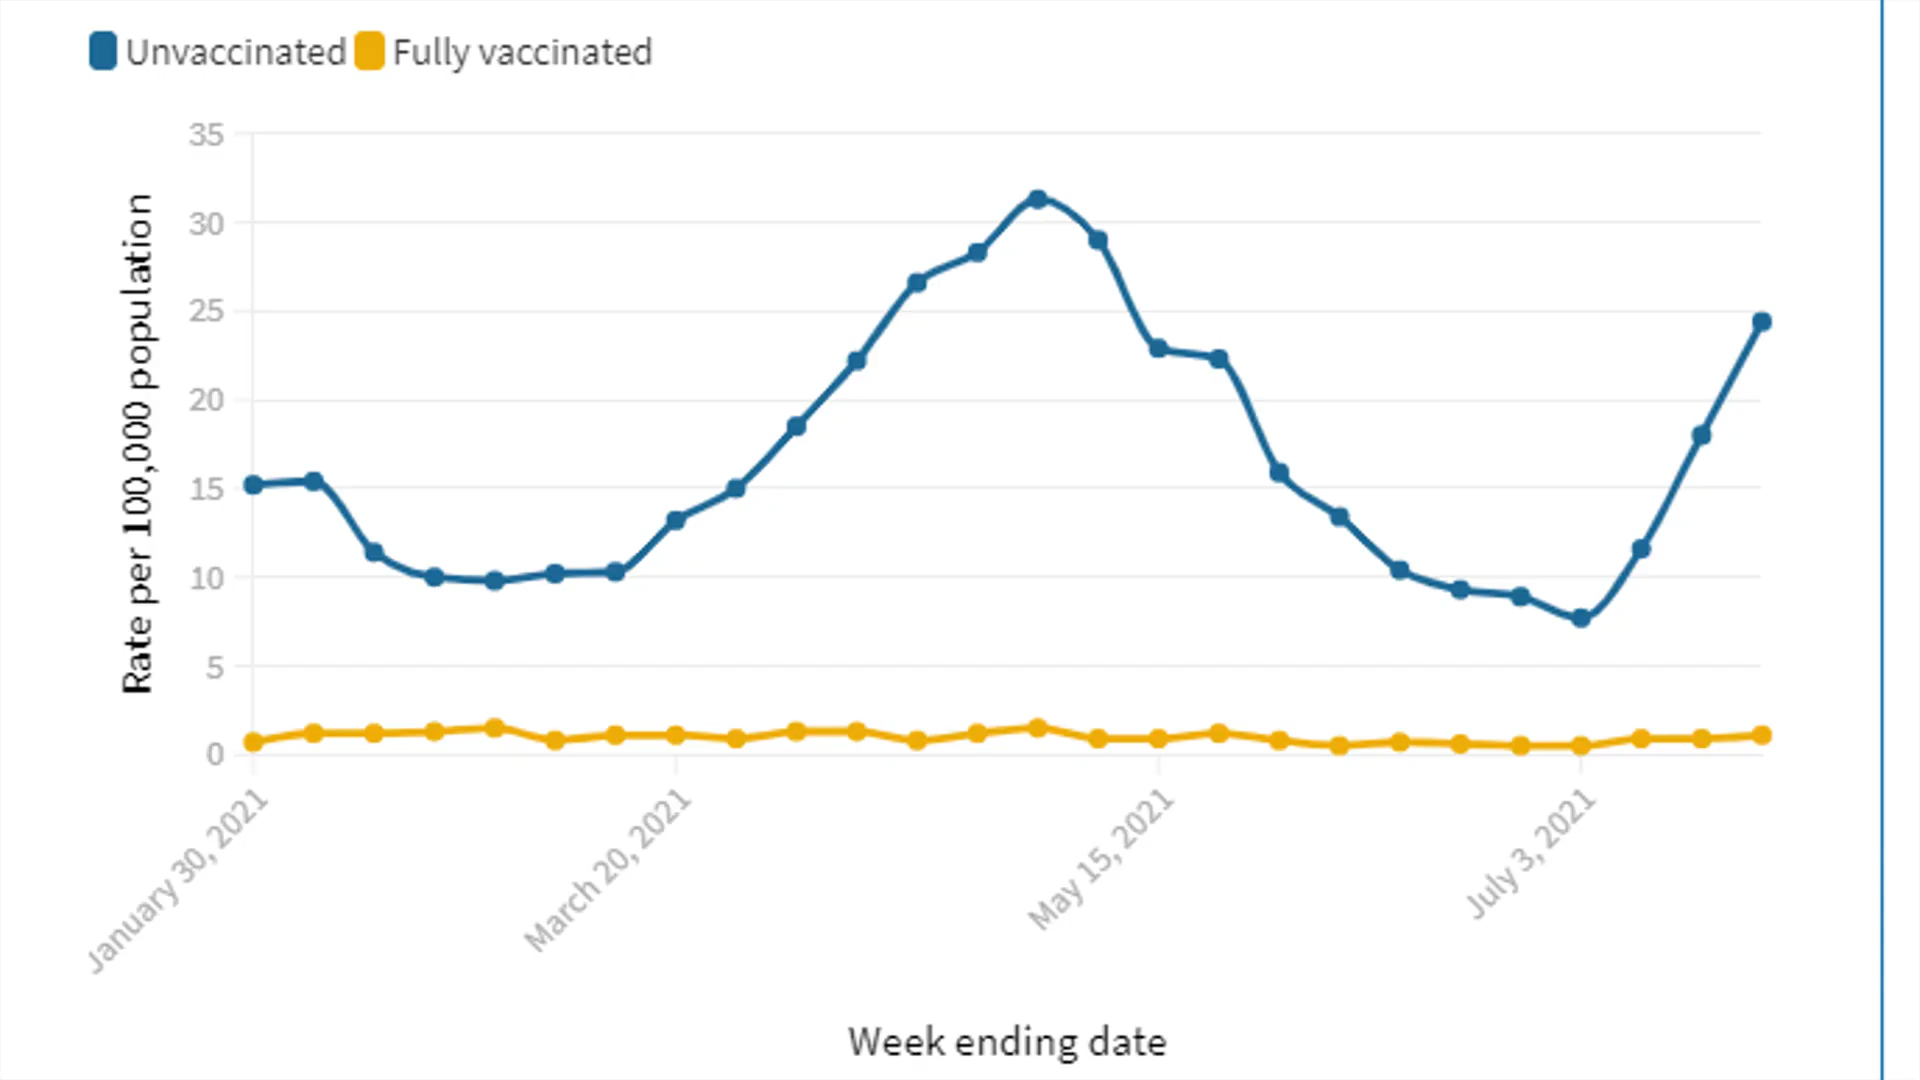 Unvaccinated Fully vaccinated
Rate per 100,000 population
35
30
25
20
15
10
5
0
January 30, 2021
March 20, 2021
May 15, 2021
July 3, 2021
Week ending date